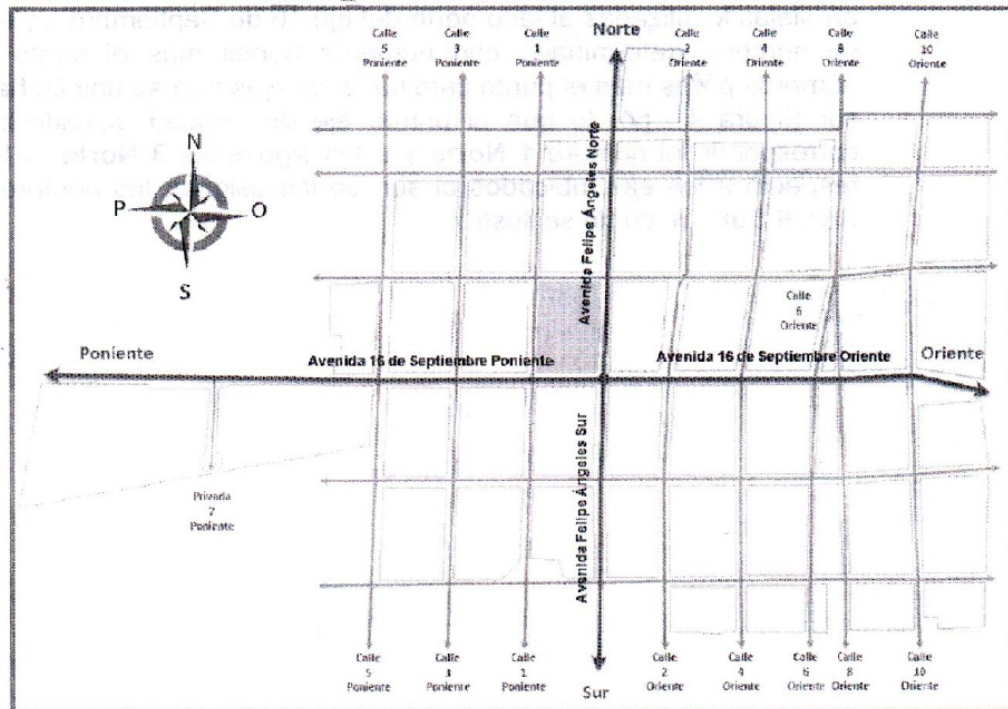 Calle
5
Poniente
Calle
3
Poniente
Calle
1
Poniente
Norte
Calle
2
Oriente
Calle
4
Oriente
Calle
8
Oriente
Calle
10
Oriente
N
P
O
S
Avenida Felipe Ángeles Norte
Calle
6
Oriente
Poniente
Avenida 16 de Septiembre Poniente
Avenida 16 de Septiembre Oriente
Oriente
Avenida Felipe Ángeles Sur
Privada
7
Poniente
Calle
5
Poniente
Calle
3
Poniente
Calle
1
Poniente
Sur
Calle
2
Oriente
Calle
4
Oriente
Calle
6
Oriente
Calle
8
Oriente
Calle
10
Oriente